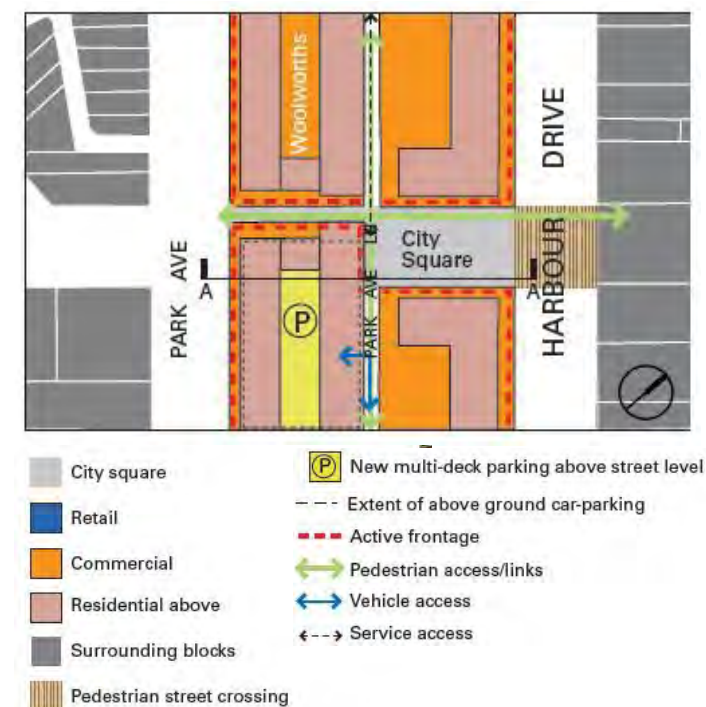 Woolworths
DRIVE
HARBOUR
City
Square
PARK AVE
PARK AVE LN
A
A
P
City square
Retail
Commercial
Residential above
Surrounding blocks
Pedestrian street crossing
P New multi-deck parking above street level
Extent of above ground car-parking
Active frontage
Pedestrian access/links
Vehicle access
Service access